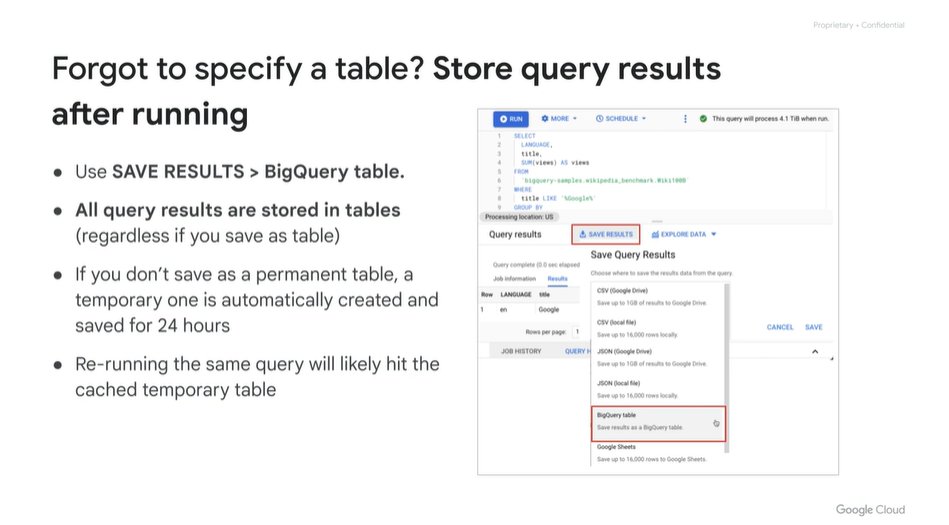 Proprietary + Confidential
Forgot to specify a table? Store query results
after running
● Use SAVE RESULTS > BigQuery table.
● All query results are stored in tables
(regardless if you save as table)
● If you don't save as a permanent table, a
temporary one is automatically created and
saved for 24 hours
● Re-running the same query will likely hit the
cached temporary table
RUN MORE SCHEDULE This query will process 4.1 TiB when run.
1 SELECT
2 LANGUAGE,
3 title,
4 SUM(views) AS views
5 FROM
6 `bigquery-samples.wikipedia_benchmark.Wiki100B`
7 WHERE
8 title LIKE '%Google%'
9 GROUP BY
Processing location: US
Query results SAVE RESULTS EXPLORE DATA
Save Query Results
Query complete (0.0 sec elapsed
Choose where to save the results data from the query.
Job information Results
CSV (Google Drive)
Row LANGUAGE title
Save up to 1GB of results to Google Drive.
1 en Google
CSV (local file)
Save up to 16,000 rows locally.
Rows per page: 1
CANCEL SAVE
JOB HISTORY QUERY H
JSON (Google Drive)
Save up to 1GB of results to Google Drive.
JSON (local file)
Save up to 16,000 rows locally.
BigQuery table
Save results as a BigQuery table.
Google Sheets
Save up to 16,000 rows to Google Sheets.
Google Cloud